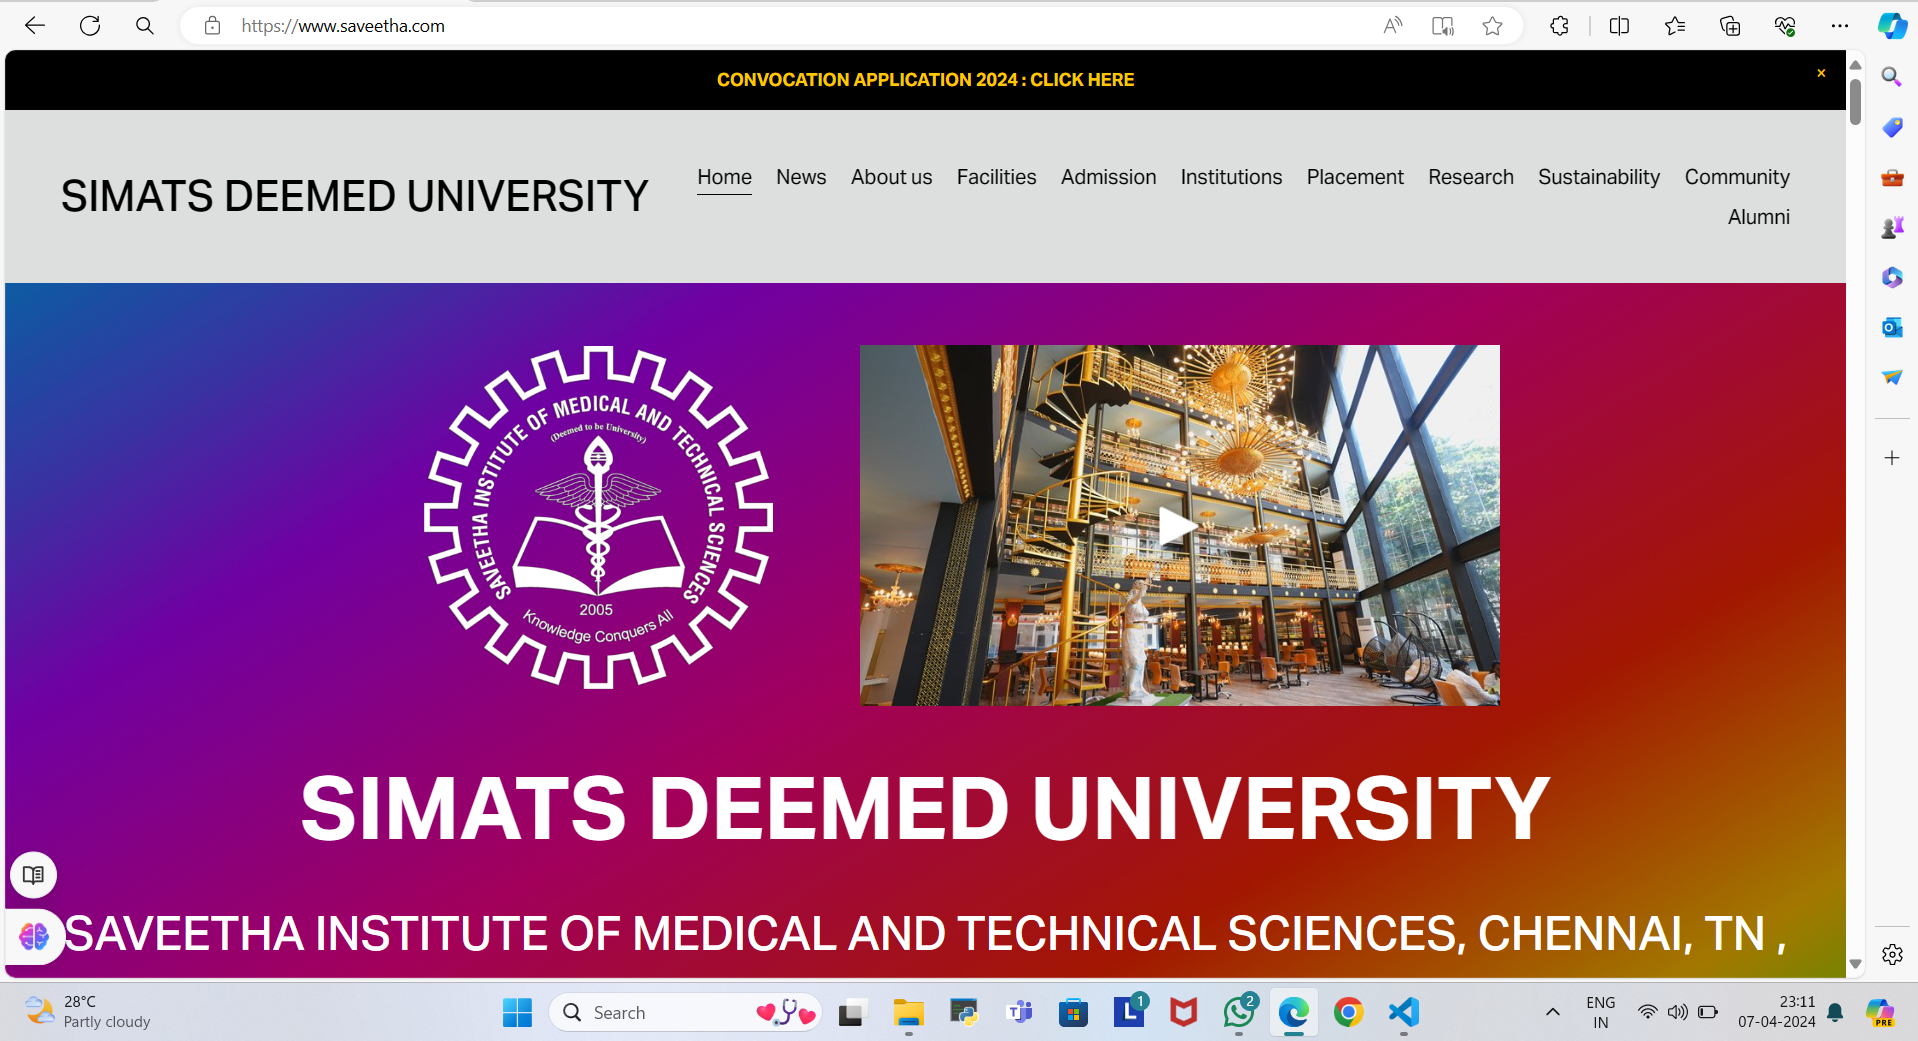 https://www.saveetha.com
CONVOCATION APPLICATION 2024 : CLICK HERE
×
SIMATS DEEMED UNIVERSITY
Home News About us Facilities Admission Institutions Placement Research Sustainability Community
Alumni
SAVEETHA INSTITUTE OF MEDICAL AND TECHNICAL SCIENCES
(Deemed to be University)
2005
Knowledge Conquers All
SIMATS DEEMED UNIVERSITY
SAVEETHA INSTITUTE OF MEDICAL AND TECHNICAL SCIENCES, CHENNAI, TN ,
28°C
Partly cloudy
Search
L 1
2
PRE
ENG
IN
23:11
07-04-2024